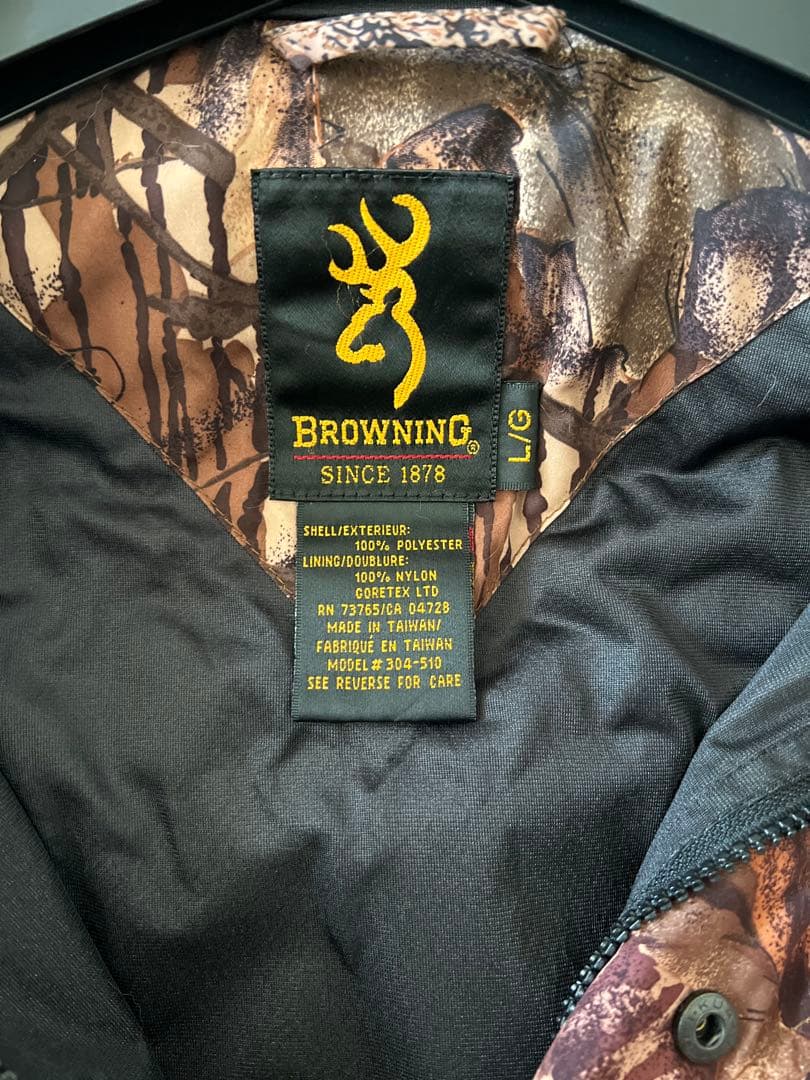 BROWNING®
SINCE 1878
L/G
SHELL/EXTERIEUR:
100% POLYESTER
LINING/DOUBLURE:
100% NYLON
GORETEX LTD
RN 73765/CA 04728
MADE IN TAIWAN/
FABRIQUÉ EN TAIWAN
MODEL# 304-510
SEE REVERSE FOR CARE